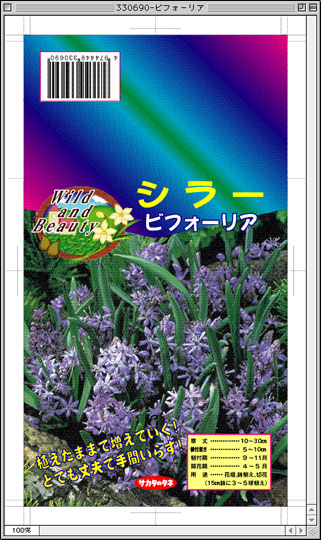 330690-ビフォーリア
4 974449 330690
シラー
ビフォーリア
Wild
and
Beauty
植えたままで増えていく!
とても丈夫で手間いらず!
サカタのタネ
草丈……………10〜30cm
5〜10cm
植付期……………9〜11月
開花期……………4〜5月
用途……花壇、鉢植え、切花
(15cm鉢に3〜5球植え)
100%